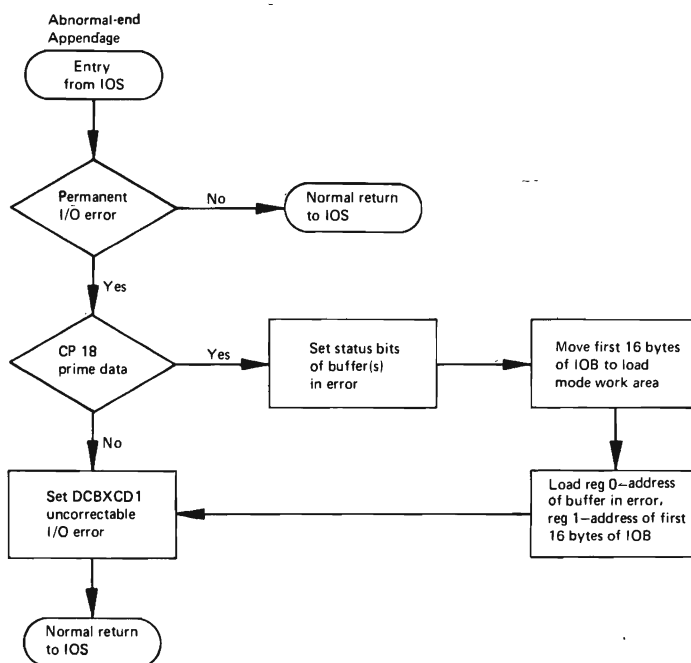 Abnormal-end
Appendage
Entry
from IOS
Permanent
I/O error
No
Normal return
to IOS
Yes
CP 18
prime data
Yes
Set status bits
of buffer(s)
in error
Move first 16 bytes
of IOB to load
mode work area
No
Set DCBXCD1
uncorrectable
I/O error
Load reg 0—address
of buffer in error,
reg 1—address of first
16 bytes of IOB
Normal return
to IOS